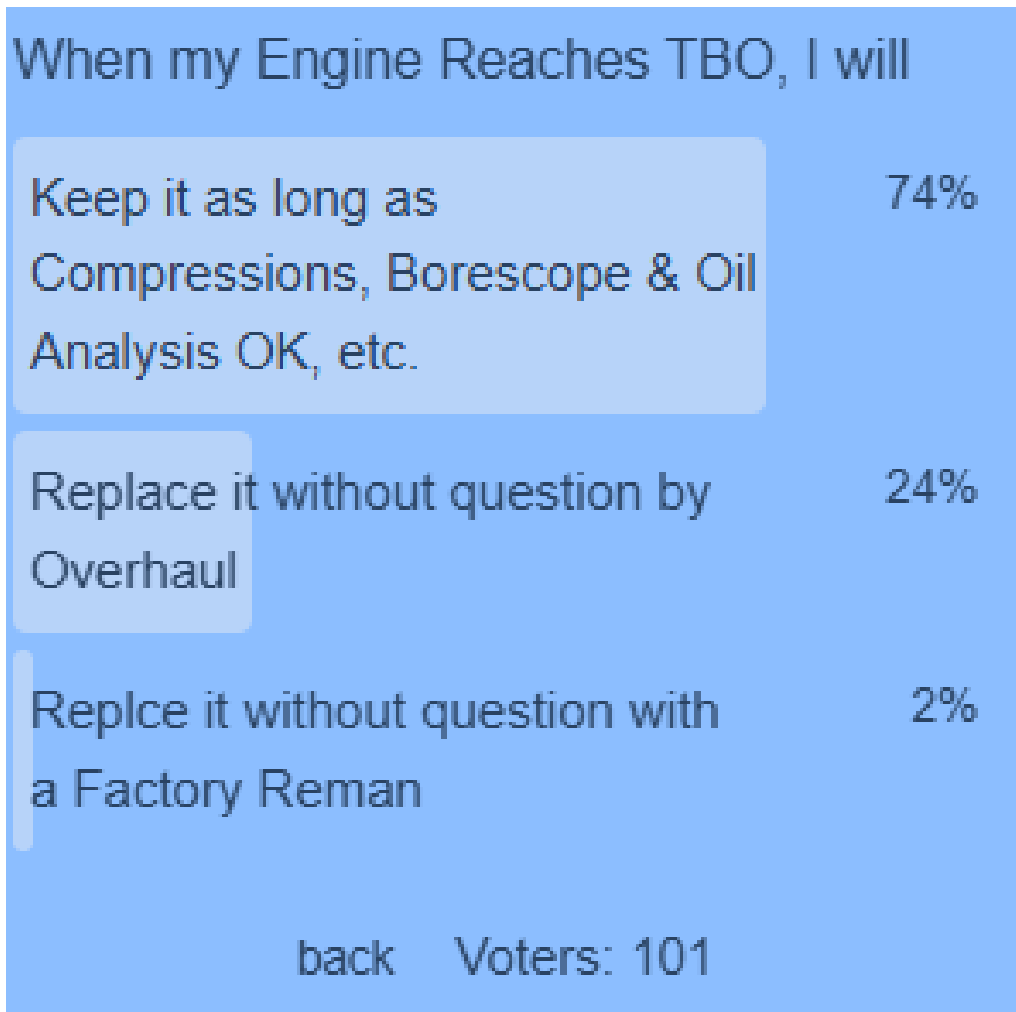 When my Engine Reaches TBO, I will
Keep it as long as
74%
Compressions, Borescope & Oil
Analysis OK, etc.
Replace it without question by
24%
Overhaul
Replce it without question with
2%
a Factory Reman
back Voters: 101